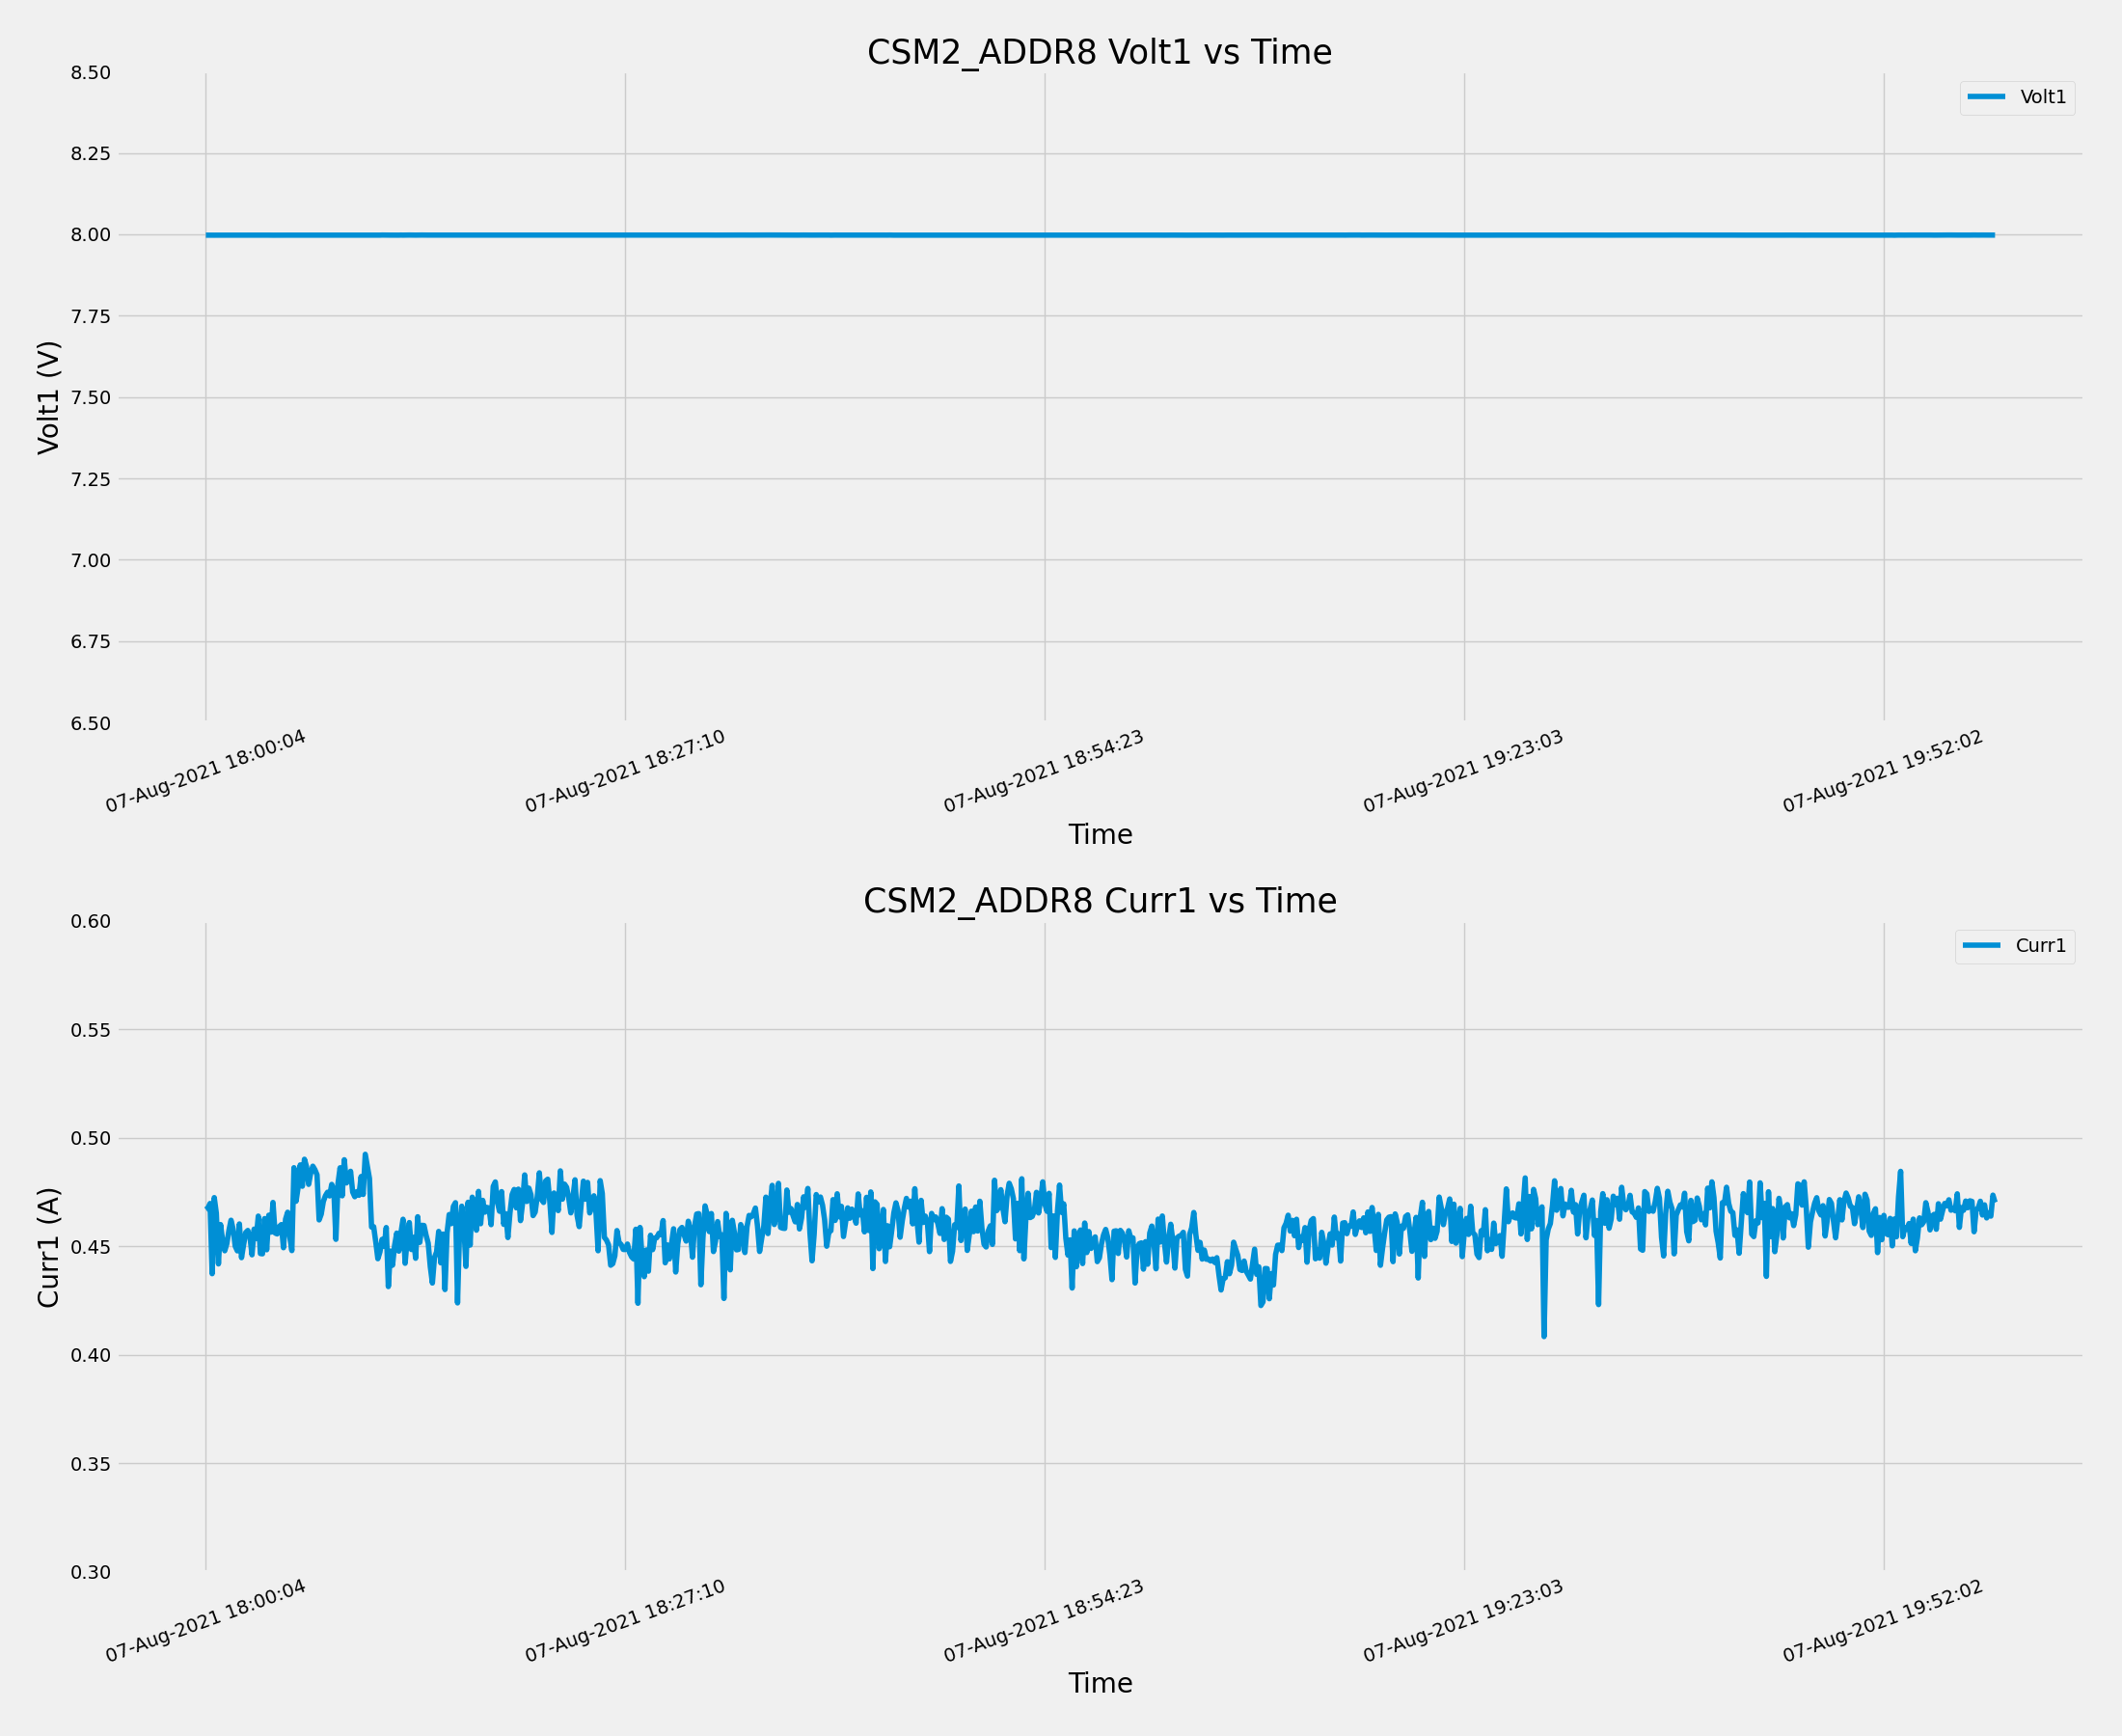 CSM2_ADDR8 Volt1 vs Time
8.50
8.25
8.00
7.75
7.50
7.25
7.00
6.75
6.50
Volt1 (V)
Volt1
07-Aug-2021 18:00:04
07-Aug-2021 18:27:10
07-Aug-2021 18:54:23
07-Aug-2021 19:23:03
07-Aug-2021 19:52:02
Time
CSM2_ADDR8 Curr1 vs Time
0.60
0.55
0.50
0.45
0.40
0.35
0.30
Curr1 (A)
Curr1
07-Aug-2021 18:00:04
07-Aug-2021 18:27:10
07-Aug-2021 18:54:23
07-Aug-2021 19:23:03
07-Aug-2021 19:52:02
Time